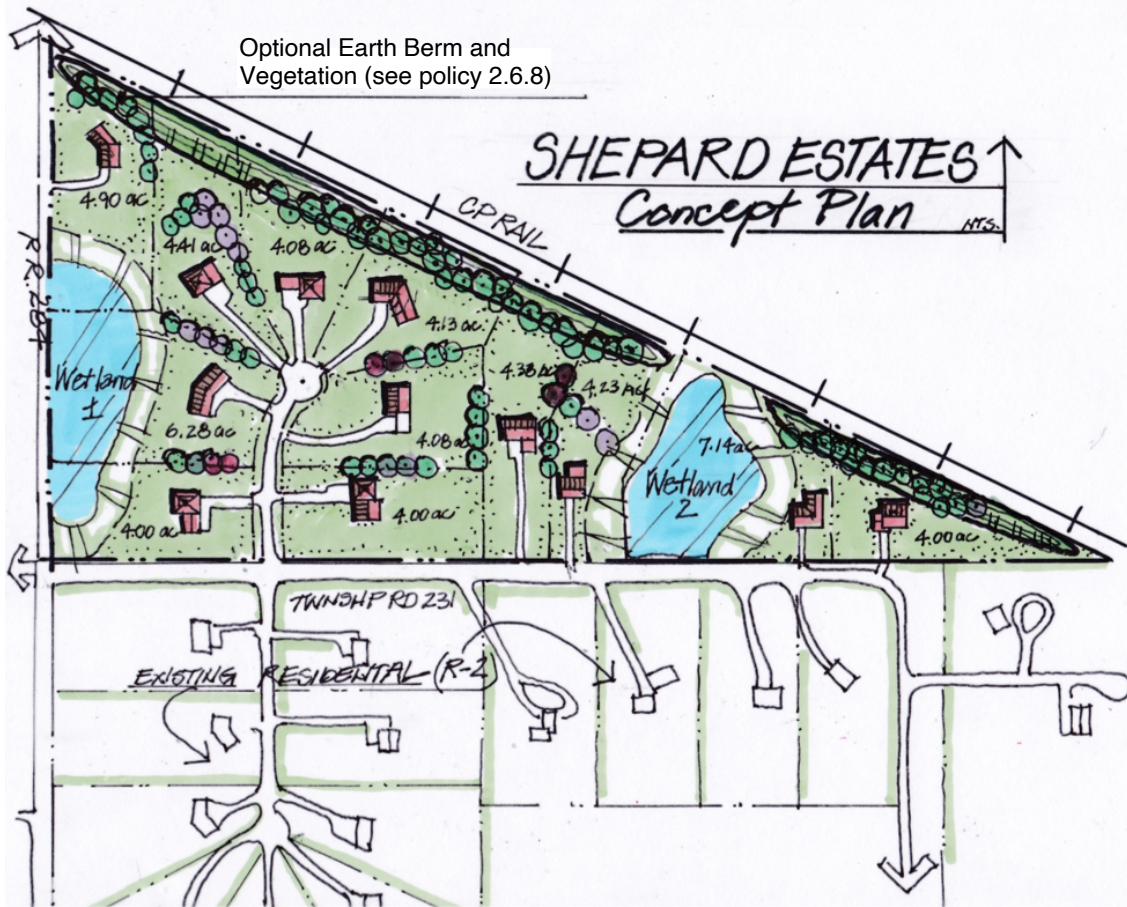 Optional Earth Berm and
Vegetation (see policy 2.6.8)
SHEPARD ESTATES
Concept Plan
NTS.
CP RAIL
4.90 ac
4.41 ac
4.08 ac
4.13 ac
4.38 ac
4.23 ac
Wetland
1
6.28 ac
4.08 ac
7.14 ac
Wetland
2
4.00 ac
4.00 ac
4.00 ac
TWNSHP RD 231
EXISTING RESIDENTIAL (R-2)